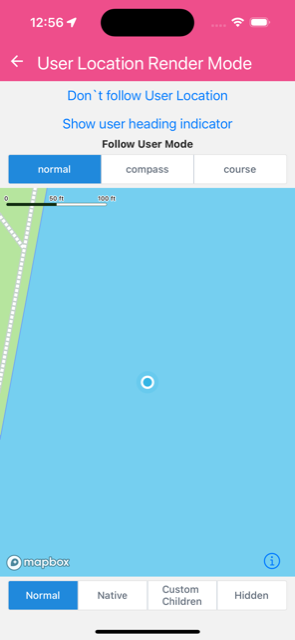 12:56
User Location Render Mode
Don`t follow User Location
Show user heading indicator
Follow User Mode
normal compass course
0 50 ft 100 ft
mapbox
Normal Native Custom Children Hidden